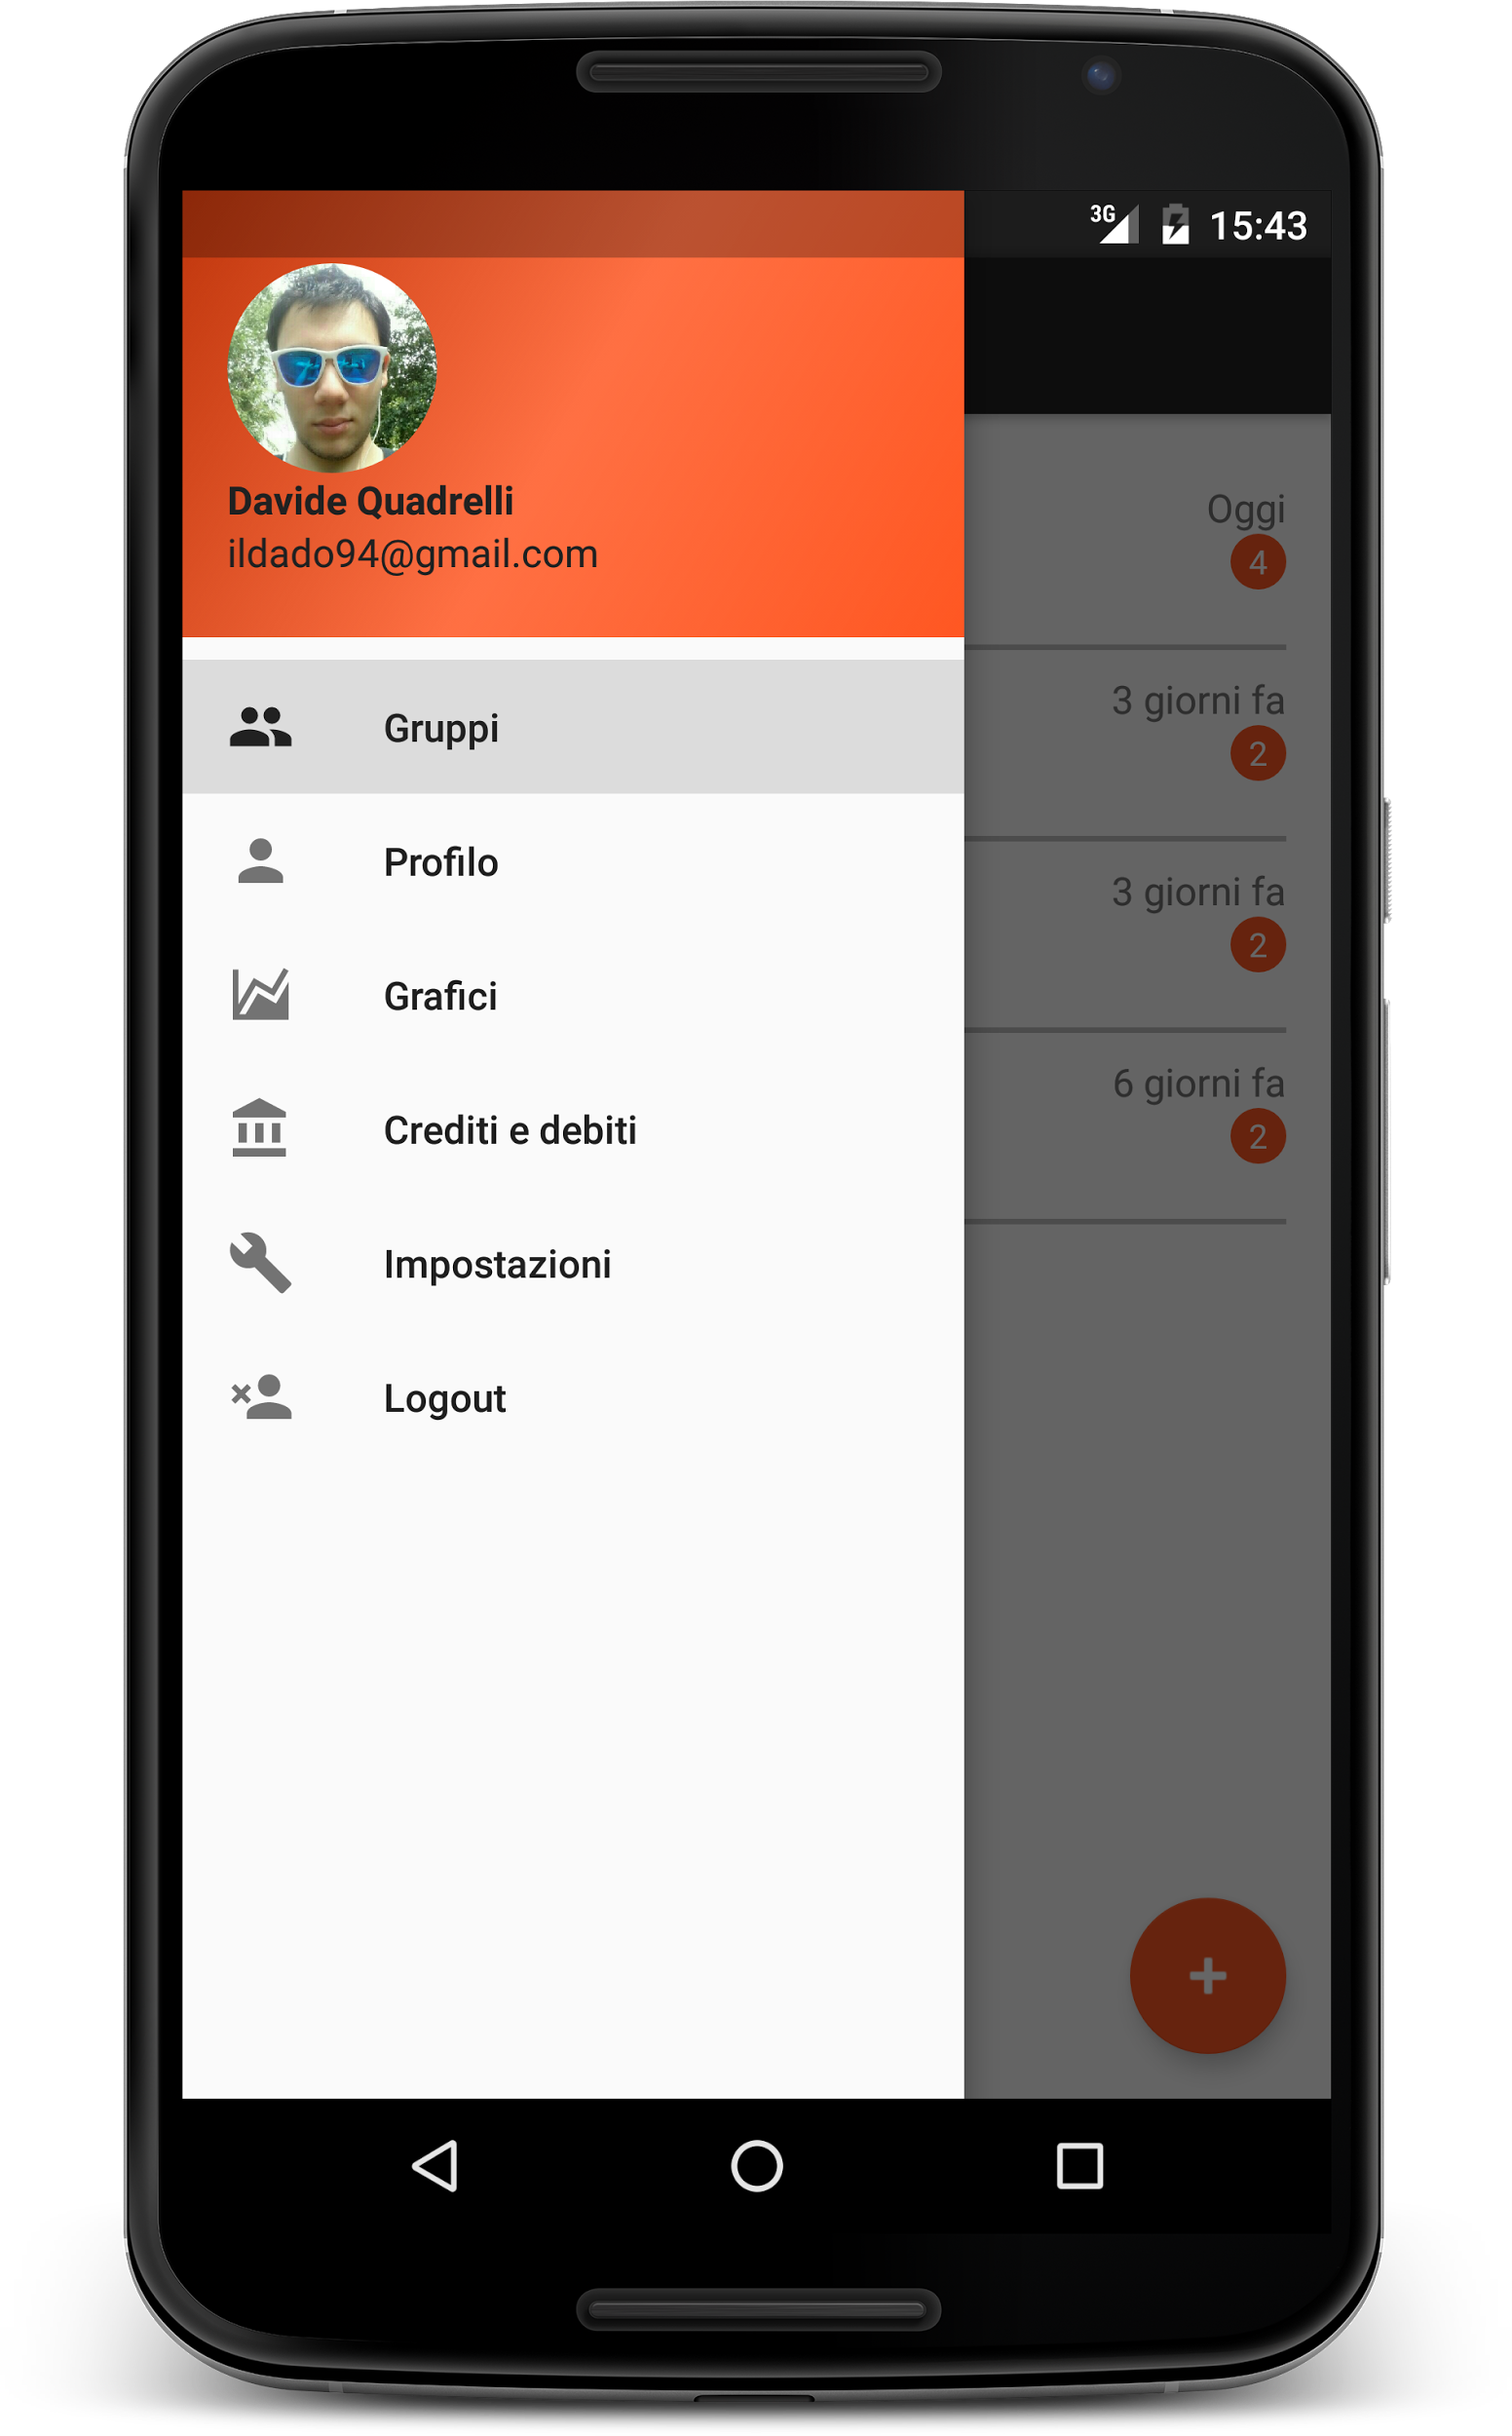 3G 15:43
Davide Quadrelli
ildado94@gmail.com
Gruppi
Profilo
Grafici
Crediti e debiti
Impostazioni
Logout
Oggi
4
3 giorni fa
2
3 giorni fa
2
6 giorni fa
2